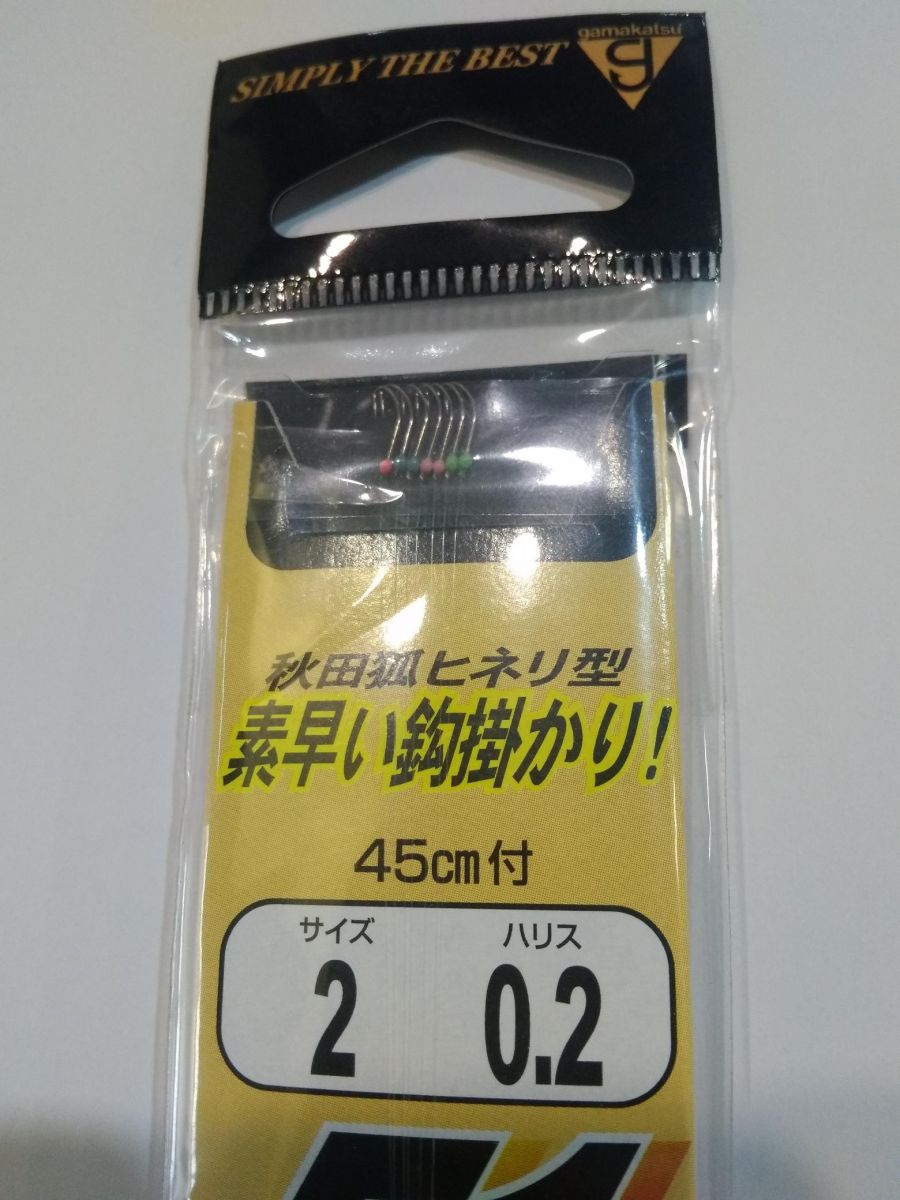 SIMPLY THE BEST
gamakatsu
秋田狐ヒネリ型
素早い鈎掛かり!
45cm付
サイズ
ハリス
2
0.2